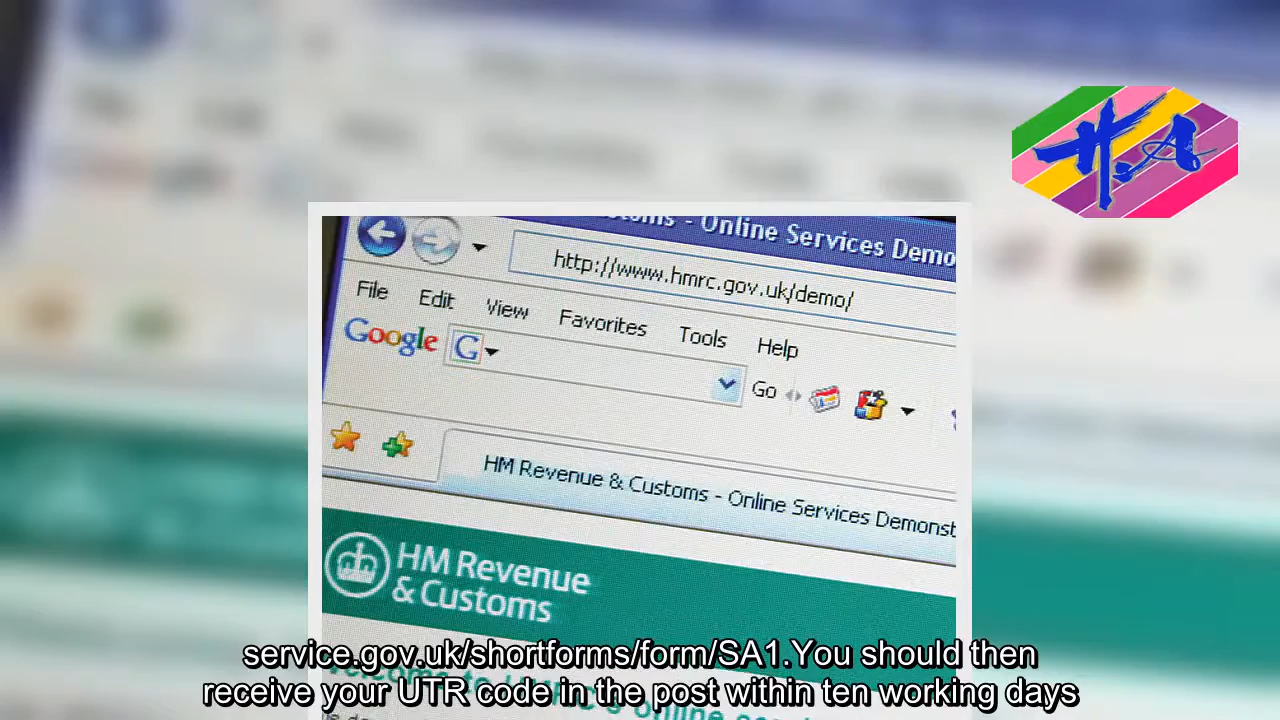 H.A
Customs - Online Services Demo
http://www.hmrc.gov.uk/demo/
File Edit View Favorites Tools Help
Google G Go
HM Revenue & Customs - Online Services Demonst
HM Revenue
& Customs
service.gov.uk/shortforms/form/SA1.You should then
receive your UTR code in the post within ten working days